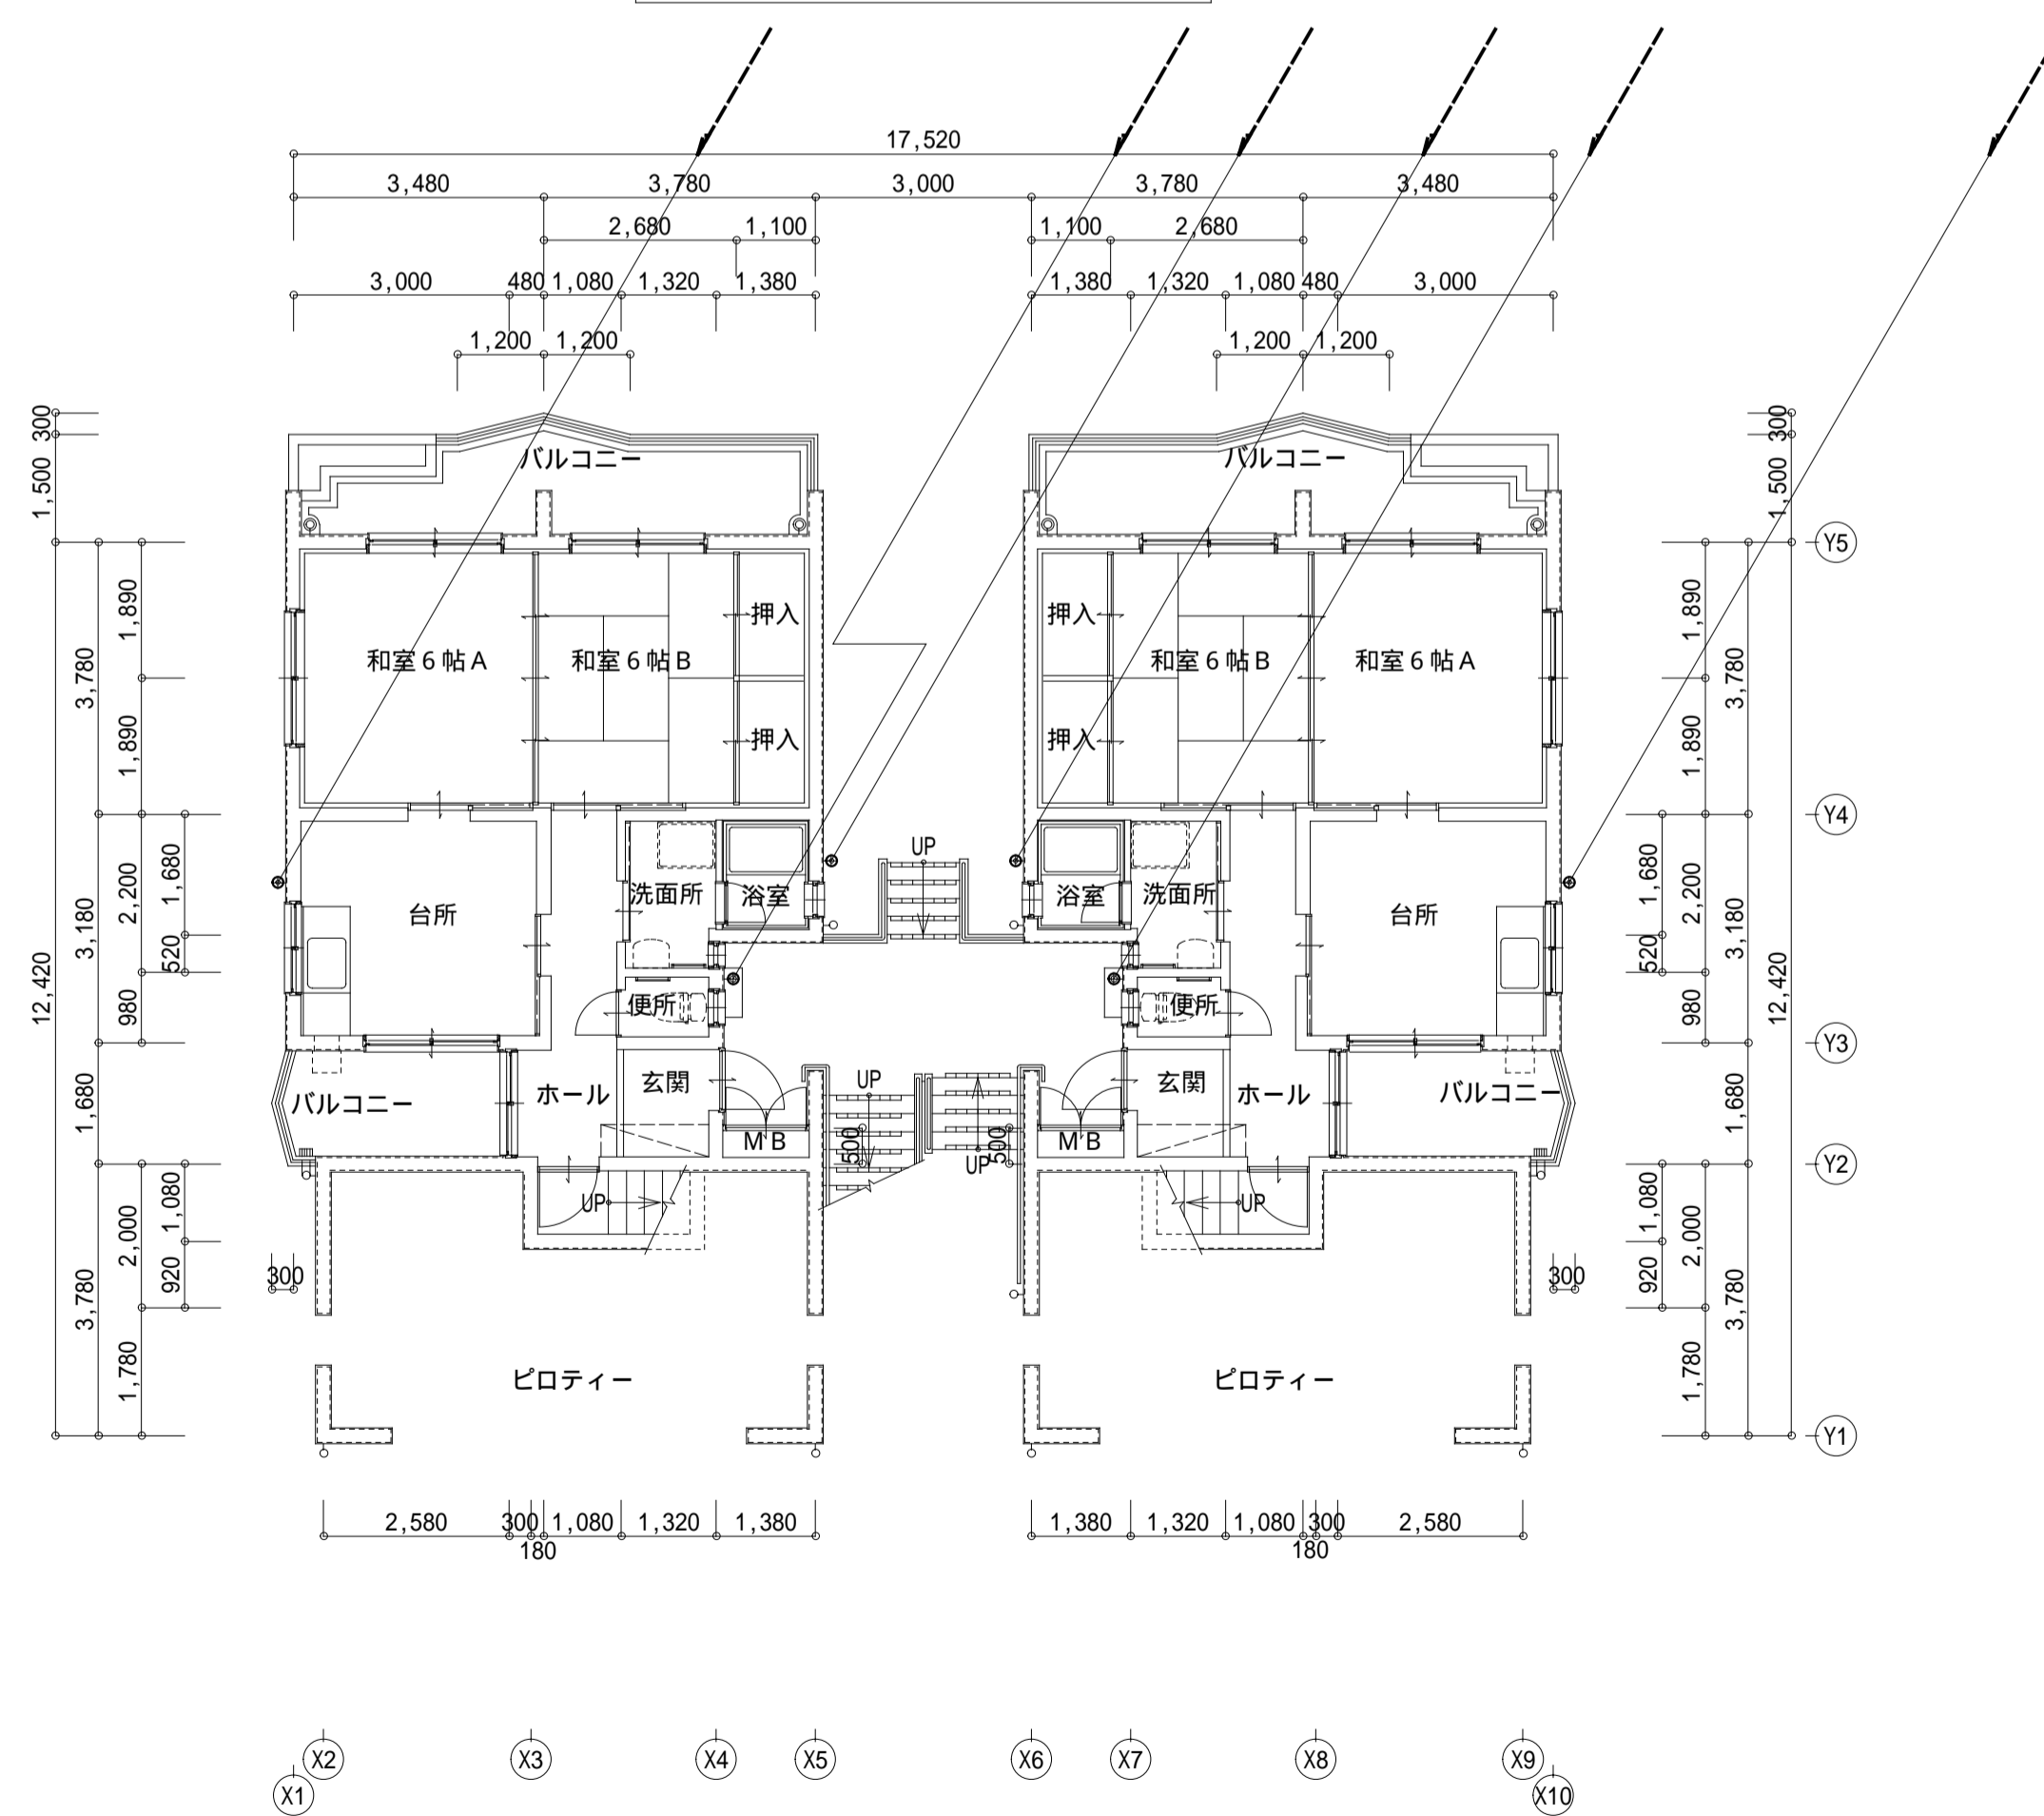 17,520
3,480 3,780 3,000 3,780 3,480
2,680 1,100 1,100 2,680
3,000 480 1,080 1,320 1,380 1,380 1,320 1,080 480 3,000
1,200 1,200 1,200 1,200
300 300
バルコニー バルコニー
1,500 1,500
Y5
1,890 1,890
押入 押入
和室6帖A 和室6帖B 和室6帖B 和室6帖A
3,780 3,780
押入 押入
1,890 1,890
Y4
UP
1,680 2,200 2,200 1,680
洗面所 浴室 浴室 洗面所
台所 台所
3,180 3,180
520 520
12,420 12,420
980 980
便所 便所
Y3
UP
玄関 玄関
バルコニー ホール ホール バルコニー
1,680 1,680
MB 500 500 MB
UP
Y2
UP UP
1,080 1,080
2,000 2,000
920 920
300 300
3,780 3,780
1,780 1,780
ピロティー ピロティー
Y1
2,580 300 1,080 1,320 1,380 1,380 1,320 1,080 300 2,580
180 180
X2 X3 X4 X5 X6 X7 X8 X9
X1 X10